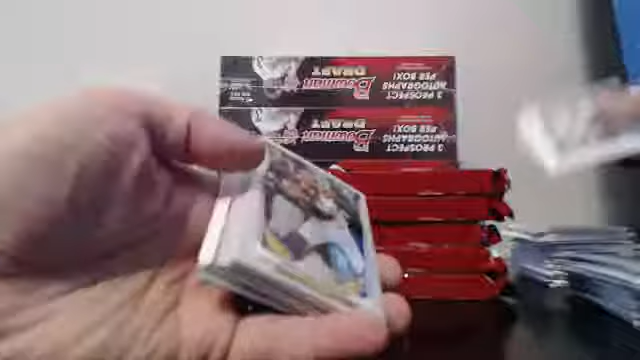 3 PROSPECT
AUTOGRAPHS
PER BOX!
Bowman
DRAFT
3 PROSPECT
AUTOGRAPHS
PER BOX!
Bowman
DRAFT